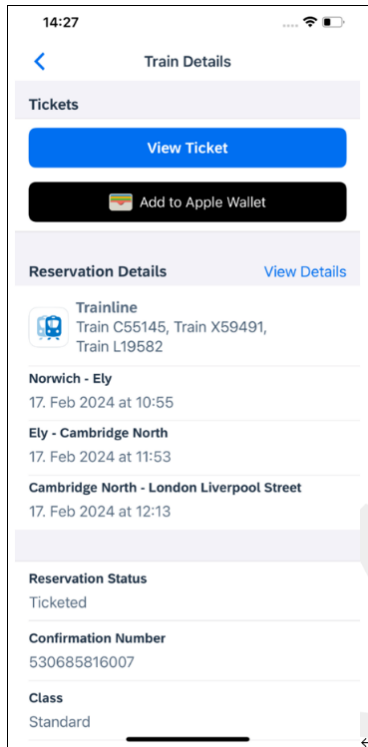 14:27
Train Details
Tickets
View Ticket
Add to Apple Wallet
Reservation Details View Details
Trainline
Train C55145, Train X59491,
Train L19582
Norwich - Ely
17. Feb 2024 at 10:55
Ely - Cambridge North
17. Feb 2024 at 11:53
Cambridge North - London Liverpool Street
17. Feb 2024 at 12:13
Reservation Status
Ticketed
Confirmation Number
530685816007
Class
Standard